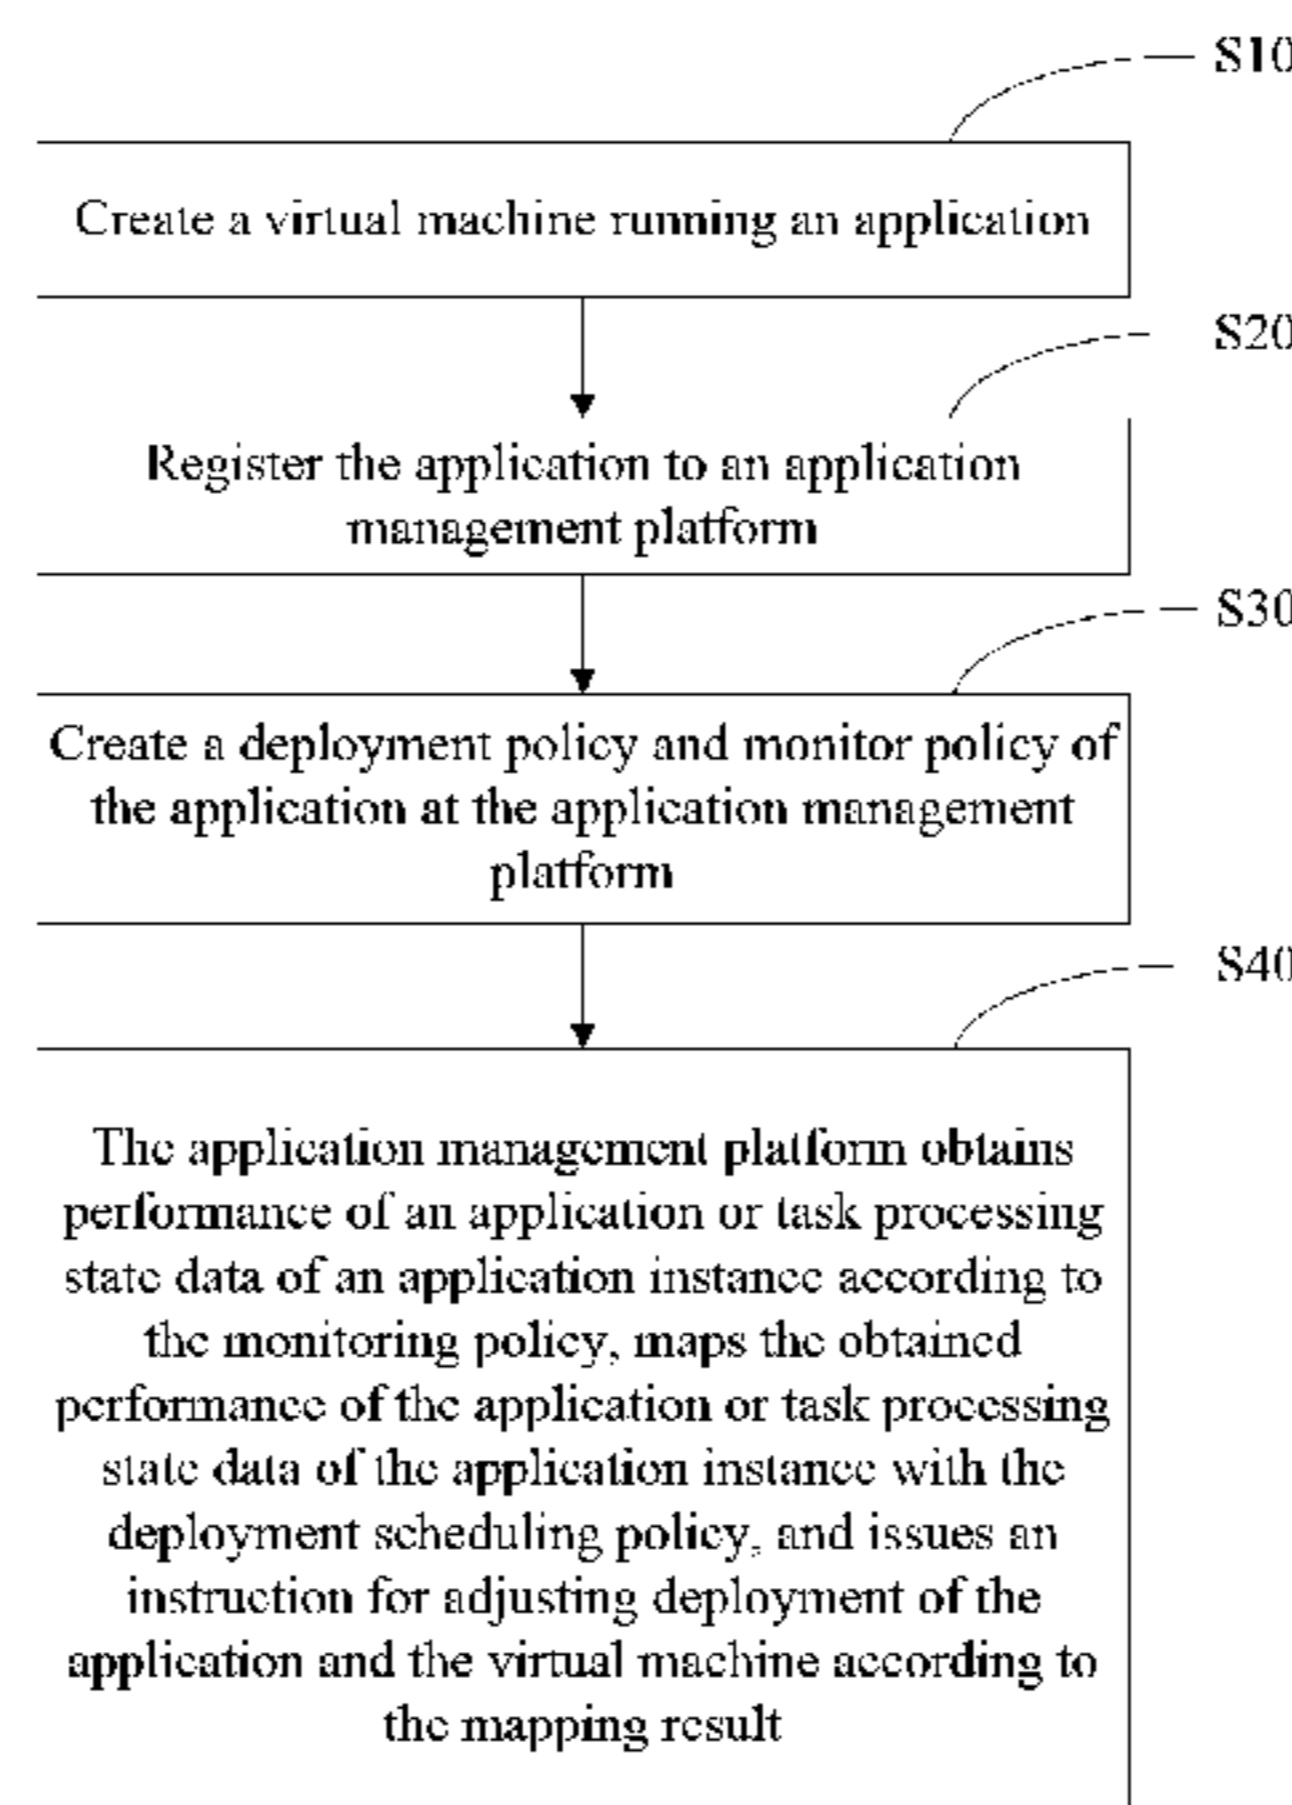 S10
Create a virtual machine running an application
S20
Register the application to an application
management platform
S30
Create a deployment policy and monitor policy of
the application at the application management
platform
S40
The application management platform obtains
performance of an application or task processing
state data of an application instance according to
the monitoring policy, maps the obtained
performance of the application or task processing
state data of the application instance with the
deployment scheduling policy, and issues an
instruction for adjusting deployment of the
application and the virtual machine according to
the mapping result